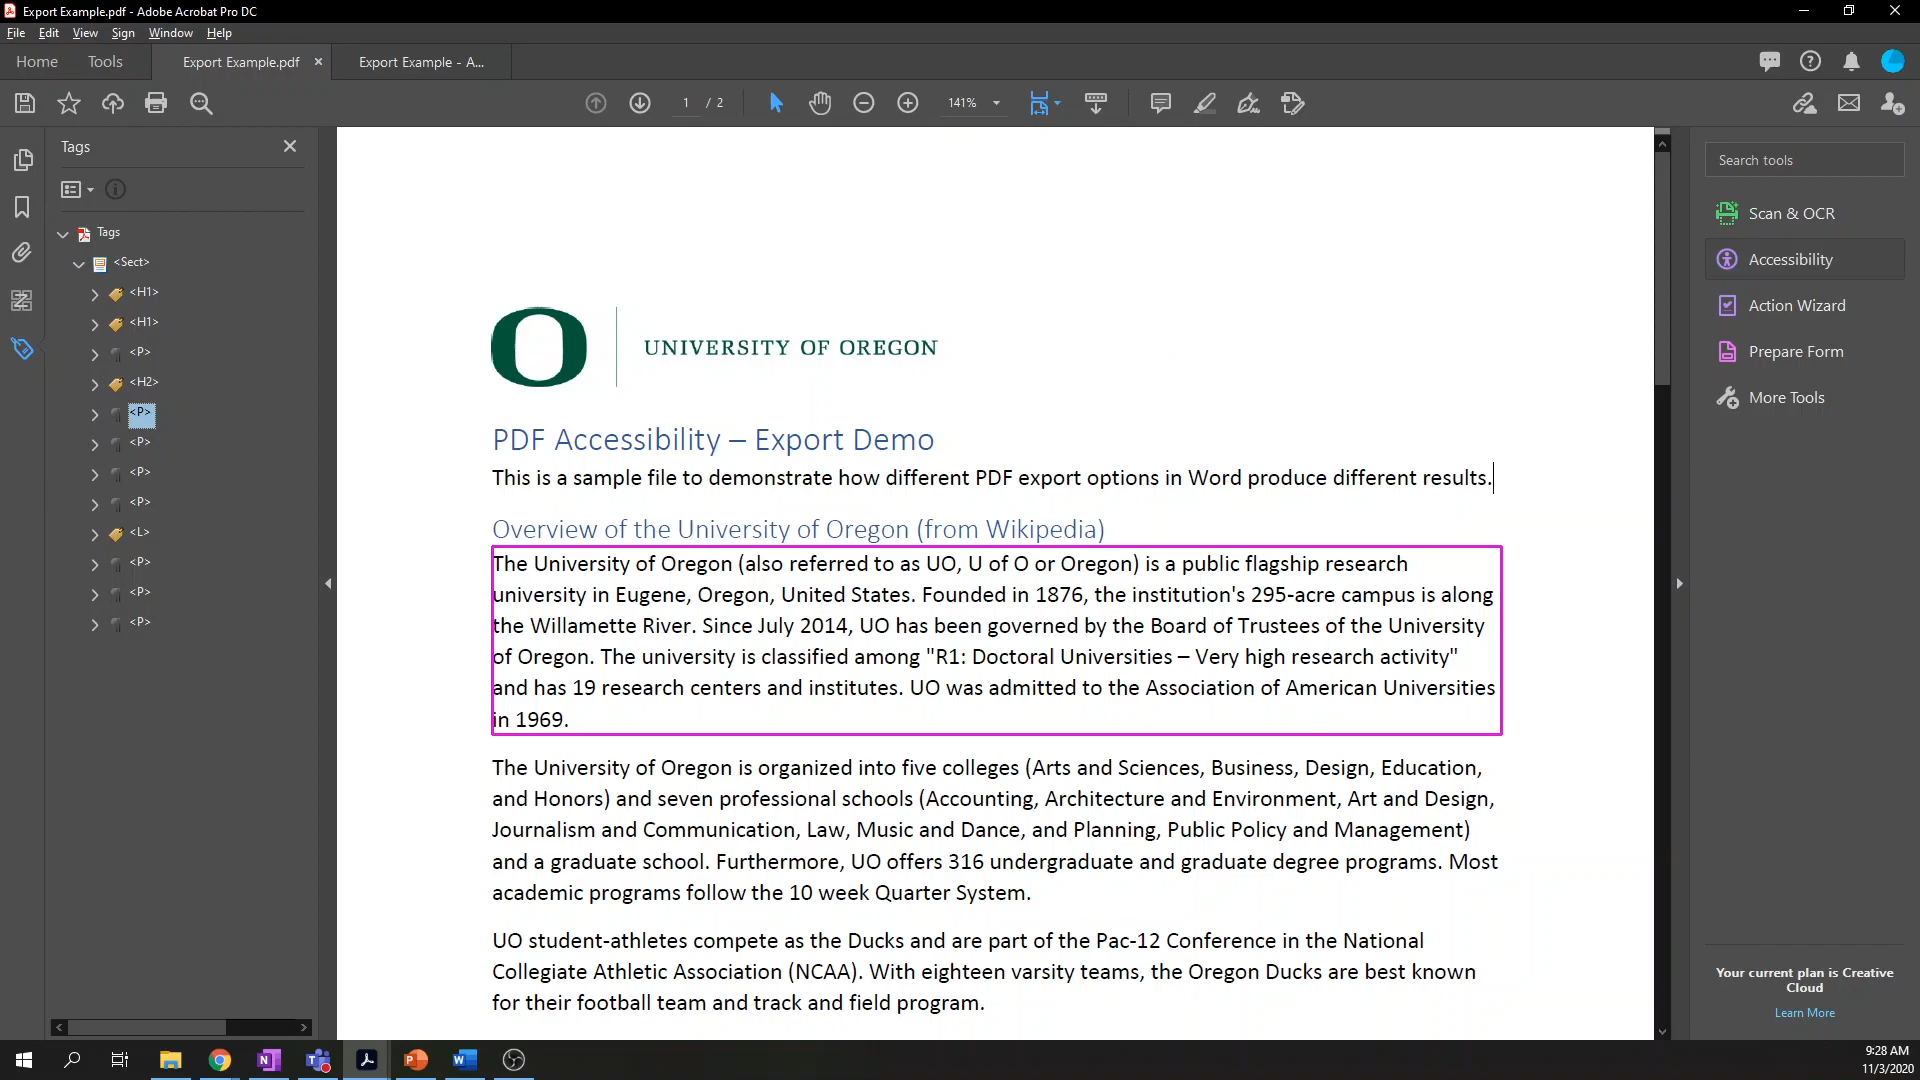 Export Example.pdf - Adobe Acrobat Pro DC
File Edit View Sign Window Help
Home Tools Export Example.pdf × Export Example - A...
1 / 2 141%
Tags
Tags
<Sect>
<H1>
<H1>
<P>
<H2>
<P>
<P>
<P>
<P>
<L>
<P>
<P>
<P>
UNIVERSITY OF OREGON
PDF Accessibility – Export Demo
This is a sample file to demonstrate how different PDF export options in Word produce different results.
Overview of the University of Oregon (from Wikipedia)
The University of Oregon (also referred to as UO, U of O or Oregon) is a public flagship research
university in Eugene, Oregon, United States. Founded in 1876, the institution's 295-acre campus is along
the Willamette River. Since July 2014, UO has been governed by the Board of Trustees of the University
of Oregon. The university is classified among "R1: Doctoral Universities – Very high research activity"
and has 19 research centers and institutes. UO was admitted to the Association of American Universities
in 1969.
The University of Oregon is organized into five colleges (Arts and Sciences, Business, Design, Education,
and Honors) and seven professional schools (Accounting, Architecture and Environment, Art and Design,
Journalism and Communication, Law, Music and Dance, and Planning, Public Policy and Management)
and a graduate school. Furthermore, UO offers 316 undergraduate and graduate degree programs. Most
academic programs follow the 10 week Quarter System.
UO student-athletes compete as the Ducks and are part of the Pac-12 Conference in the National
Collegiate Athletic Association (NCAA). With eighteen varsity teams, the Oregon Ducks are best known
for their football team and track and field program.
Search tools
Scan & OCR
Accessibility
Action Wizard
Prepare Form
More Tools
Your current plan is Creative
Cloud
Learn More
9:28 AM
11/3/2020